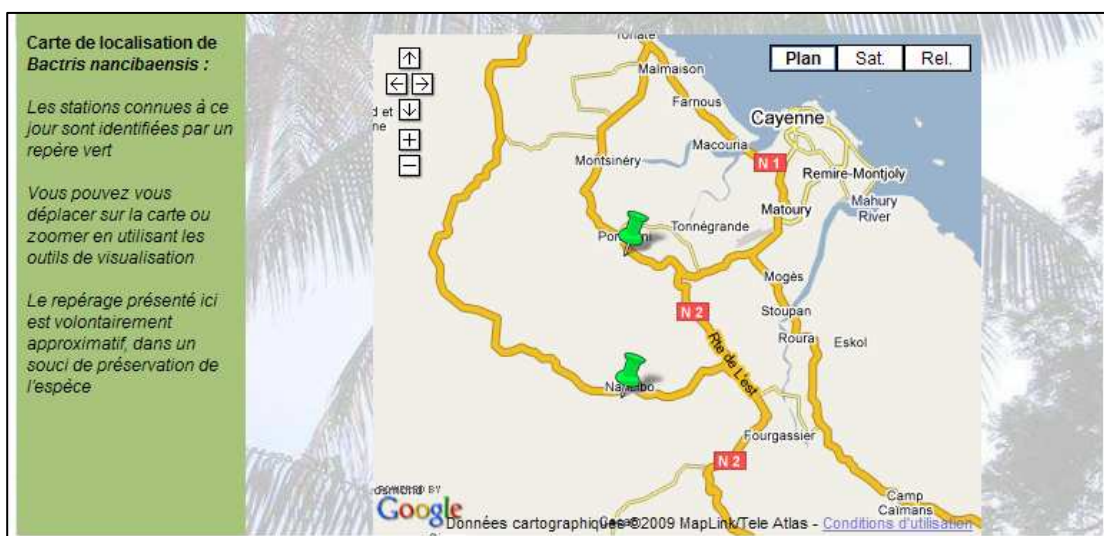 Carte de localisation de
Bactris nancibaensis :
Les stations connues à ce
jour sont identifiées par un
repère vert
Vous pouvez vous
déplacer sur la carte ou
zoomer en utilisant les
outils de visualisation
Le repérage présenté ici
est volontairement
approximatif, dans un
souci de préservation de
l'espèce
Plan Sat. Rel.
Malmaison
Farnous
Cayenne
Macouria
Montsinéry
N 1
Remire-Montjoly
Mahury
River
Matoury
Tonnégrande
Mogès
N 2
Stoupan
Roura
Eskol
Rte de L'est
Fourgassier
N 2
Camp
Caïmans
POWERED BY
Google
Données cartographiques ©2009 MapLink/Tele Atlas - Conditions d'utilisation